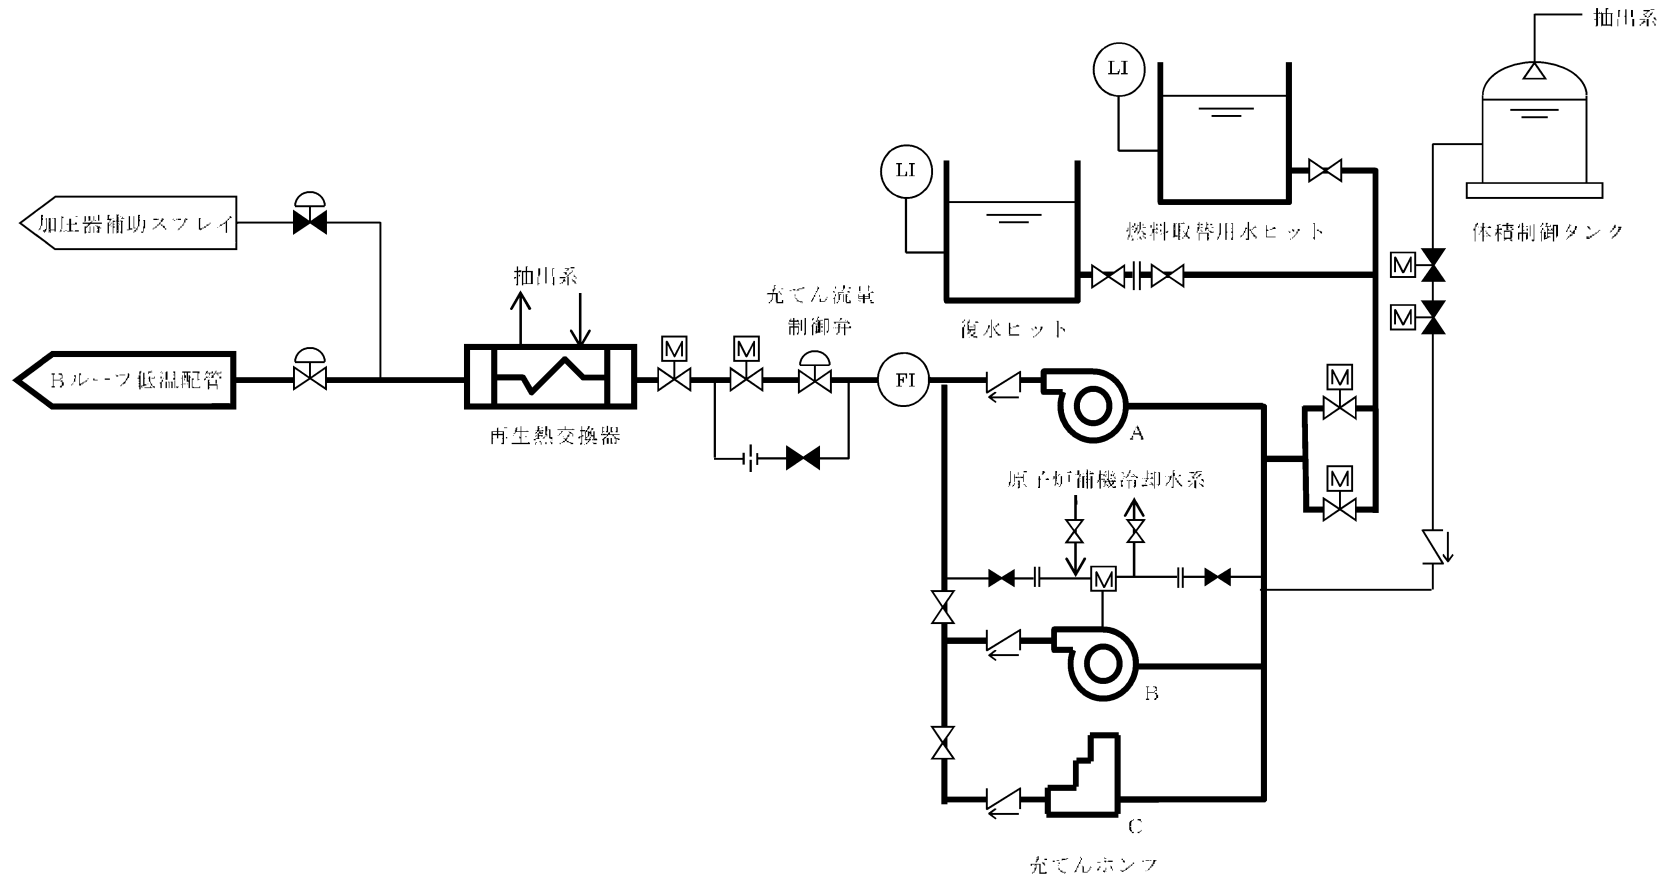 抽出系
LI
LI
加圧器補助スプレイ
燃料取替用水ピット
体積制御タンク
M
抽出系
充てん流量
制御弁
復水ピット
M
M
M
Bループ低温配管
FI
M
再生熱交換器
A
原子炉補機冷却水系
M
M
B
C
充てんポンプ